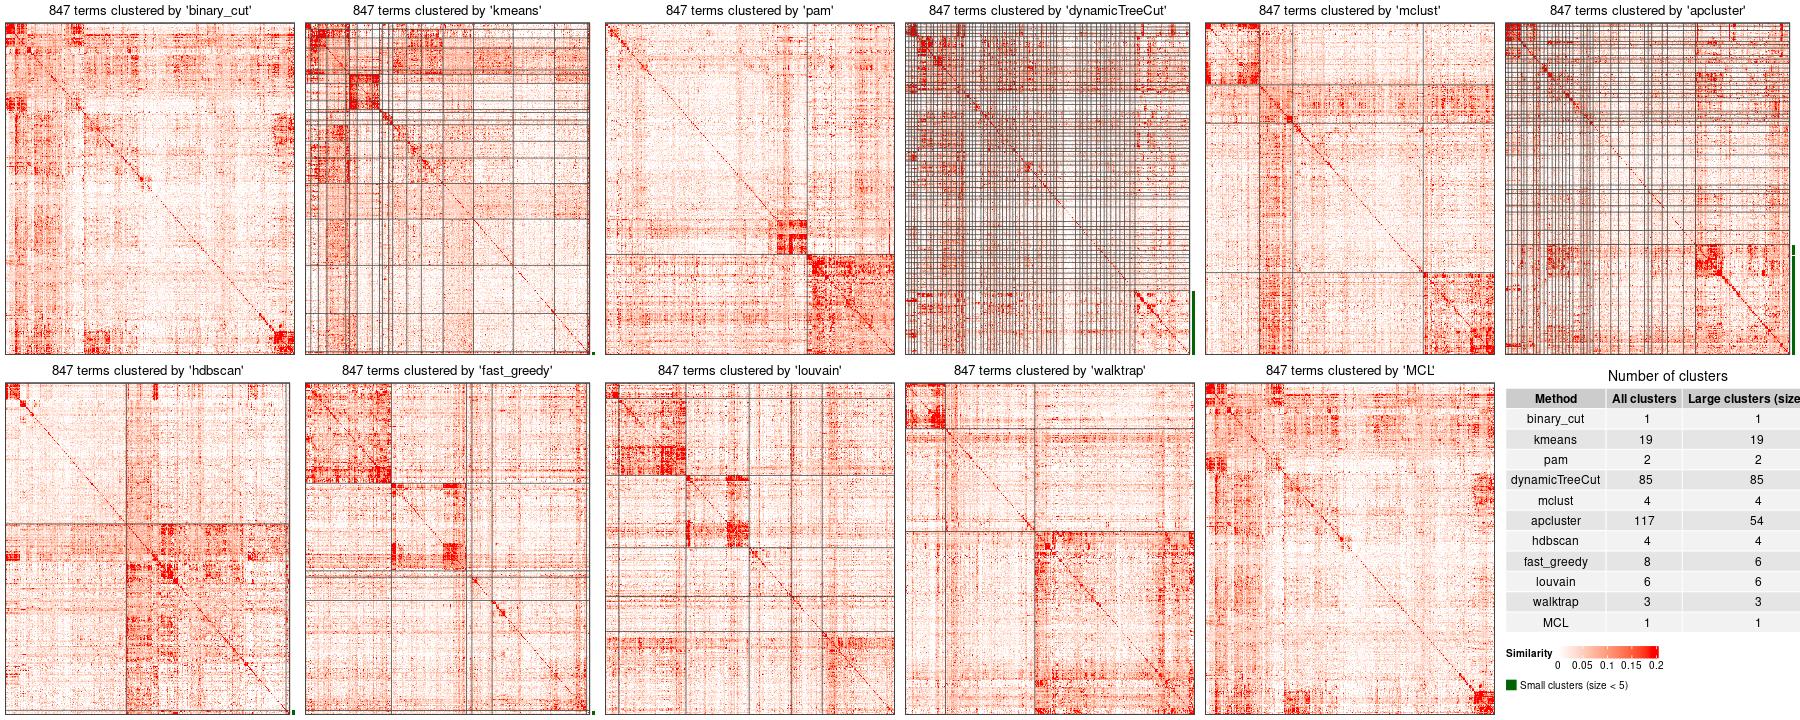 847 terms clustered by 'binary_cut'
847 terms clustered by 'kmeans'
847 terms clustered by 'pam'
847 terms clustered by 'dynamicTreeCut'
847 terms clustered by 'mclust'
847 terms clustered by 'apcluster'
847 terms clustered by 'hdbscan'
847 terms clustered by 'fast_greedy'
847 terms clustered by 'louvain'
847 terms clustered by 'walktrap'
847 terms clustered by 'MCL'
Number of clusters
Method All clusters Large clusters (size
binary_cut 1 1
kmeans 19 19
pam 2 2
dynamicTreeCut 85 85
mclust 4 4
apcluster 117 54
hdbscan 4 4
fast_greedy 8 6
louvain 6 6
walktrap 3 3
MCL 1 1
Similarity
0 0.05 0.1 0.15 0.2
Small clusters (size < 5)